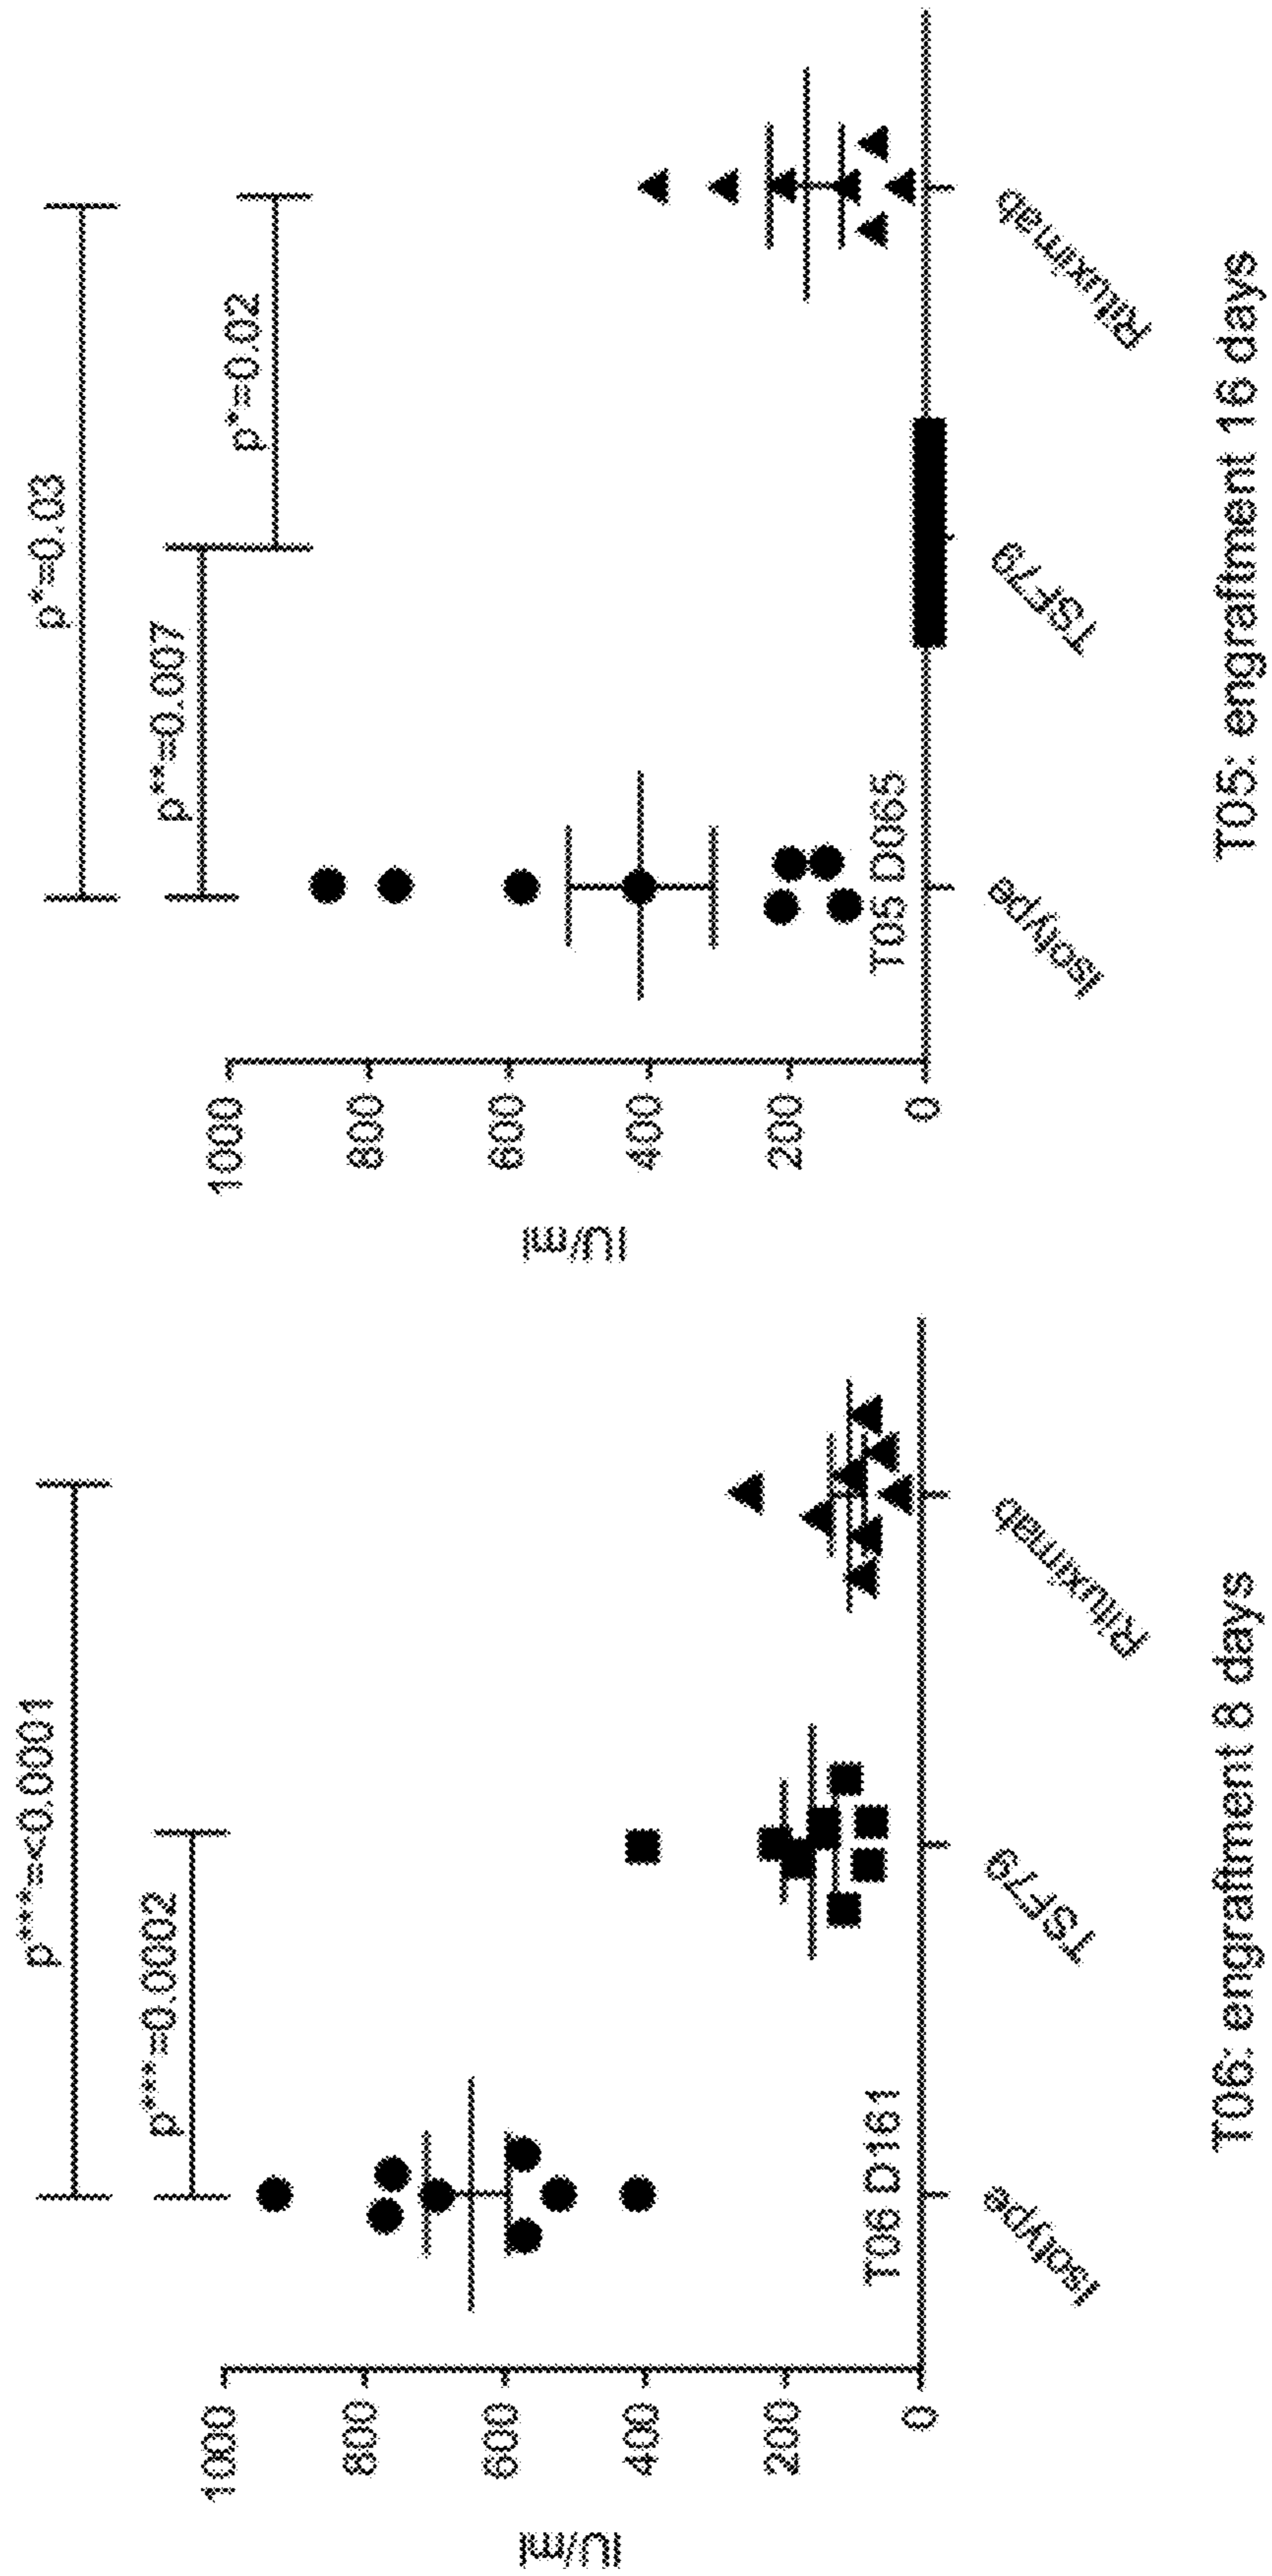 p****=<0.0001
p****=0.0002
1000
800
600
400
200
0
IU/ml
T06 D161
Isotype
TSF79
Rituximab
T06: engraftment 8 days
p*=0.03
p**=0.007
p*=0.02
1000
800
600
400
200
0
IU/ml
T05 D065
Isotype
TSF79
Rituximab
T05: engraftment 16 days